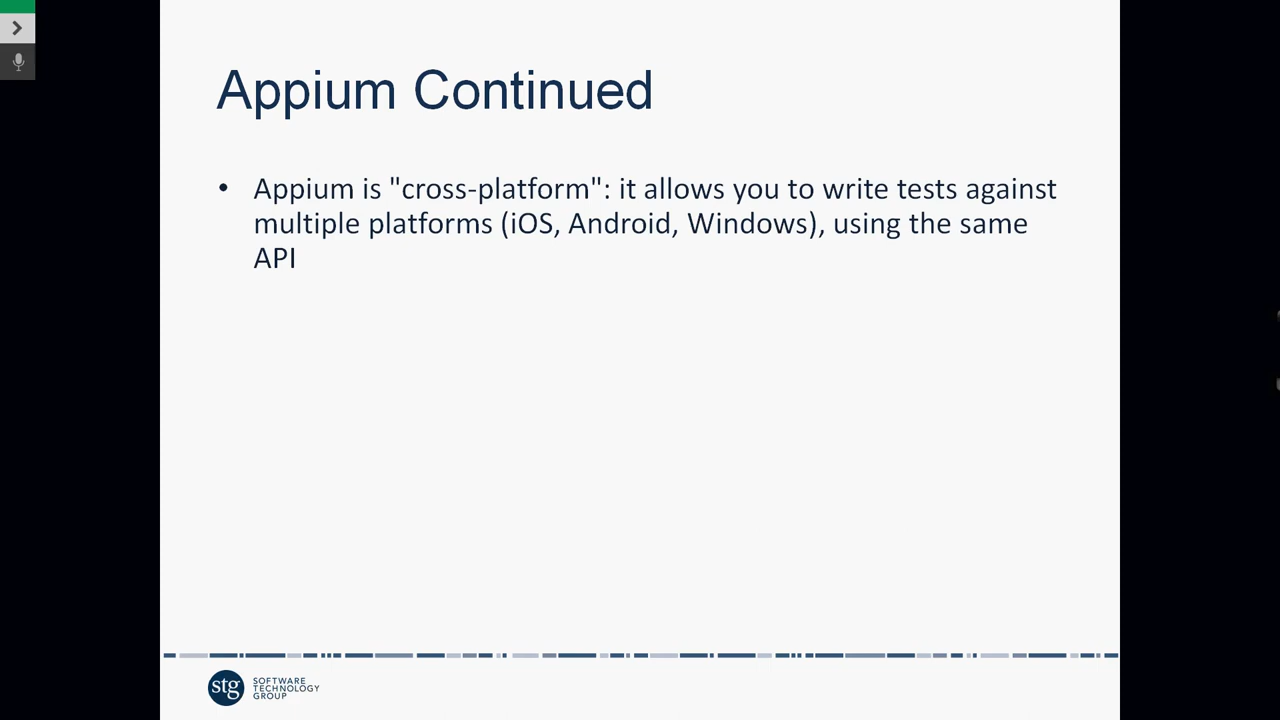 Appium Continued
• Appium is "cross-platform": it allows you to write tests against
multiple platforms (iOS, Android, Windows), using the same
API
stg
SOFTWARE
TECHNOLOGY
GROUP